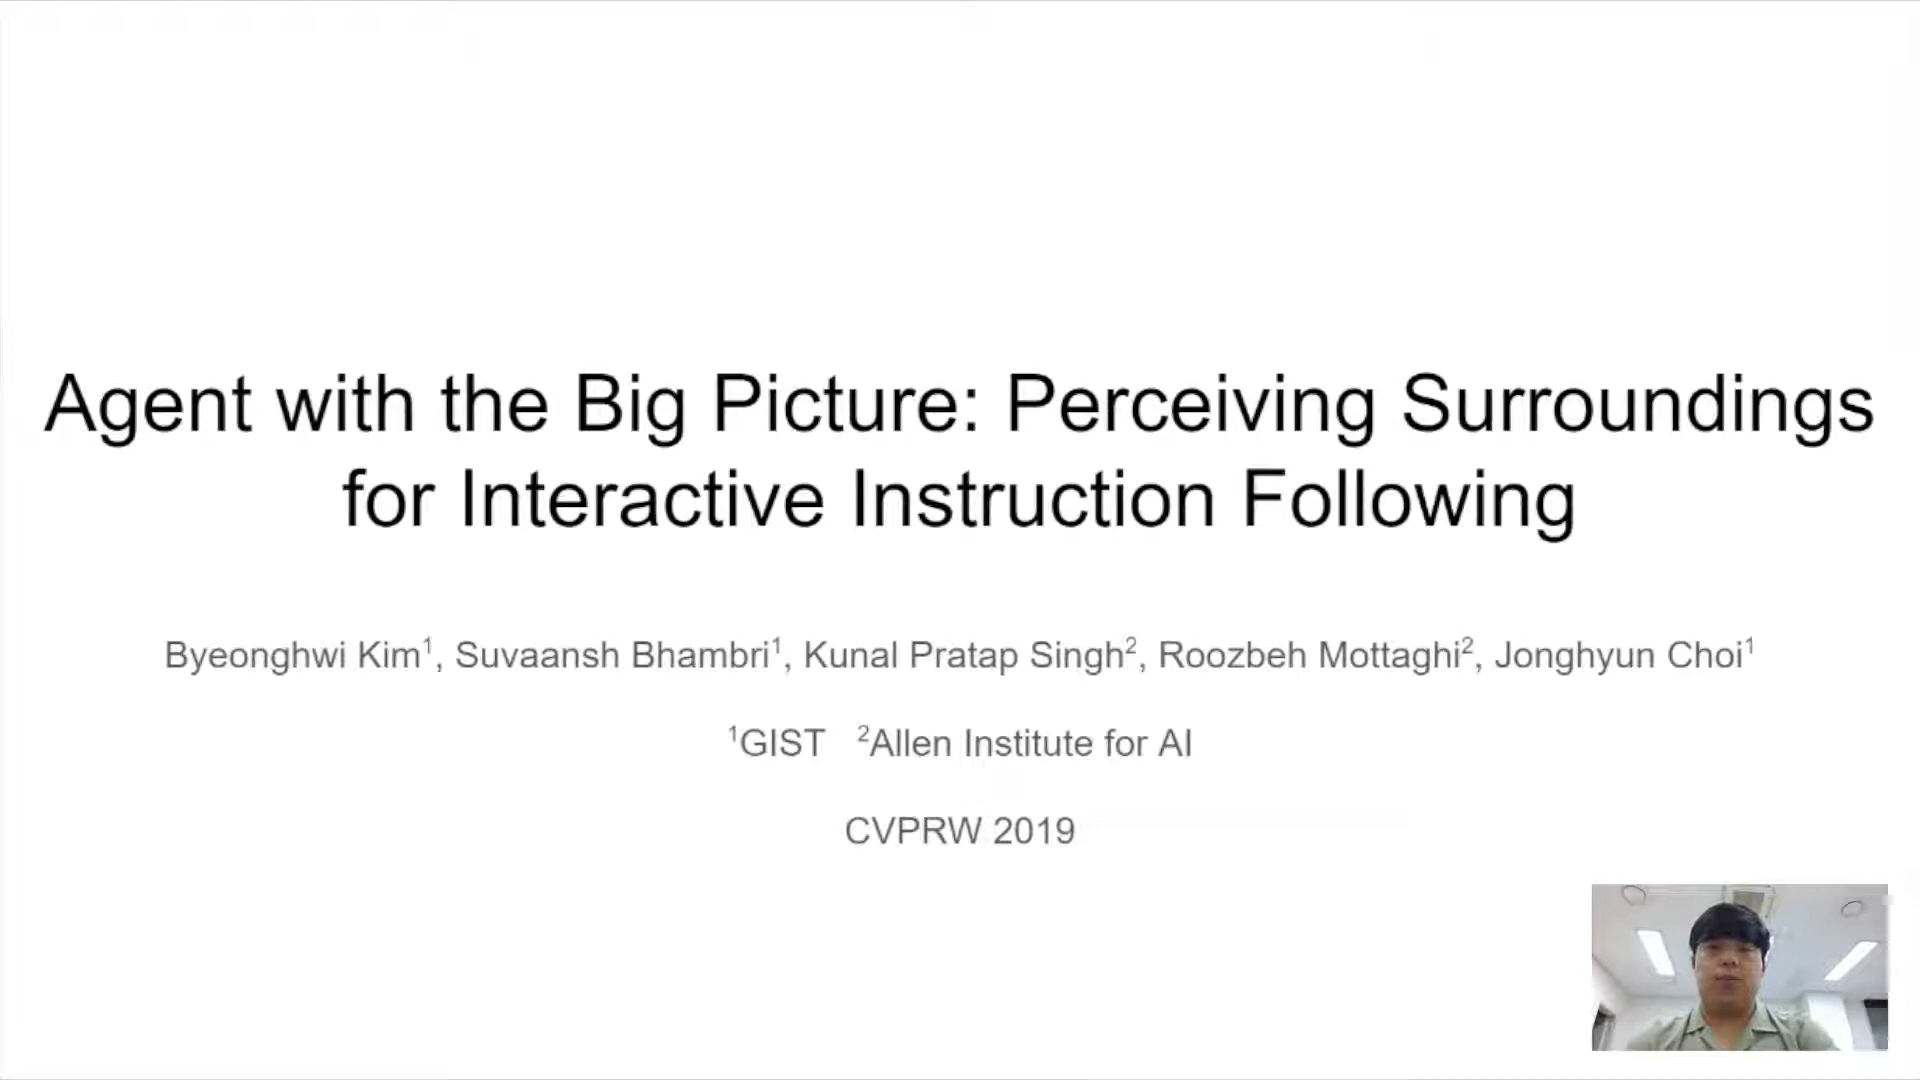 Agent with the Big Picture: Perceiving Surroundings
for Interactive Instruction Following
Byeonghwi Kim¹, Suvaansh Bhambri¹, Kunal Pratap Singh², Roozbeh Mottaghi², Jonghyun Choi¹
¹GIST ²Allen Institute for AI
CVPRW 2019